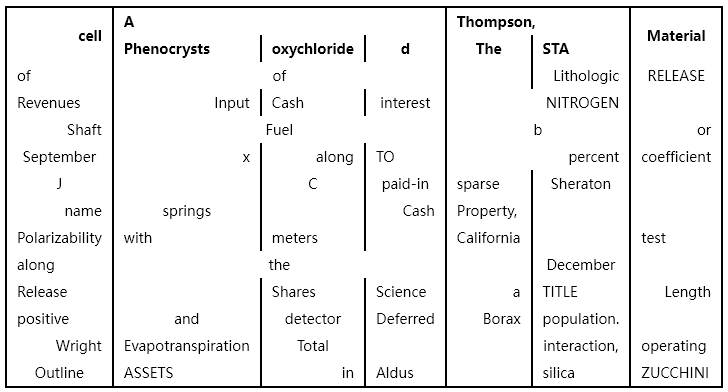 A Thompson,
cell Phenocrysts oxychloride d The STA Material
of of Lithologic RELEASE
Revenues Input Cash interest NITROGEN
Shaft Fuel b or
September x along TO percent coefficient
J C paid-in sparse Sheraton
name springs Cash Property,
Polarizability with meters California test
along the December
Release Shares Science a TITLE Length
positive and detector Deferred Borax population.
Wright Evapotranspiration Total interaction, operating
Outline ASSETS in Aldus silica ZUCCHINI